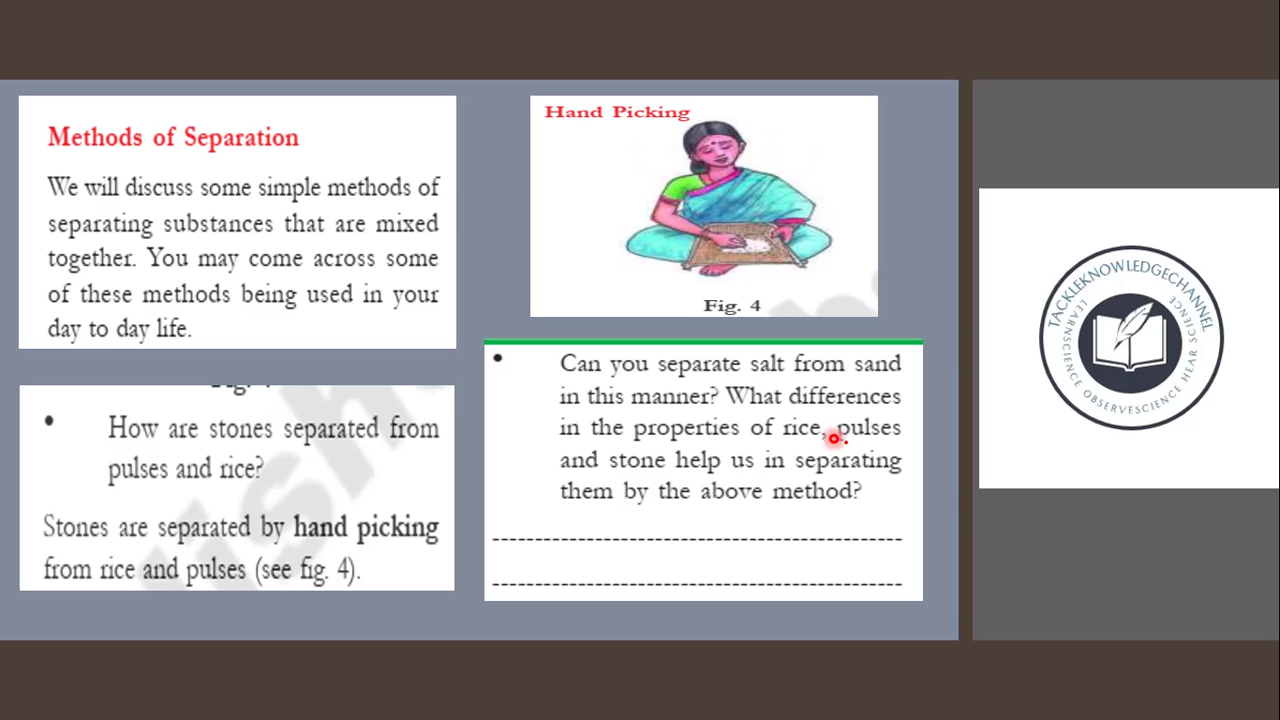 Methods of Separation
We will discuss some simple methods of
separating substances that are mixed
together. You may come across some
of these methods being used in your
day to day life.
Hand Picking
Fig. 4
• How are stones separated from
pulses and rice?
Stones are separated by hand picking
from rice and pulses (see fig. 4).
• Can you separate salt from sand
in this manner? What differences
in the properties of rice, pulses
and stone help us in separating
them by the above method?
TACKLEKNOWLEDGECHANNEL
LEARNSCIENCE OBSERVESCIENCE HEAR SCIENCE